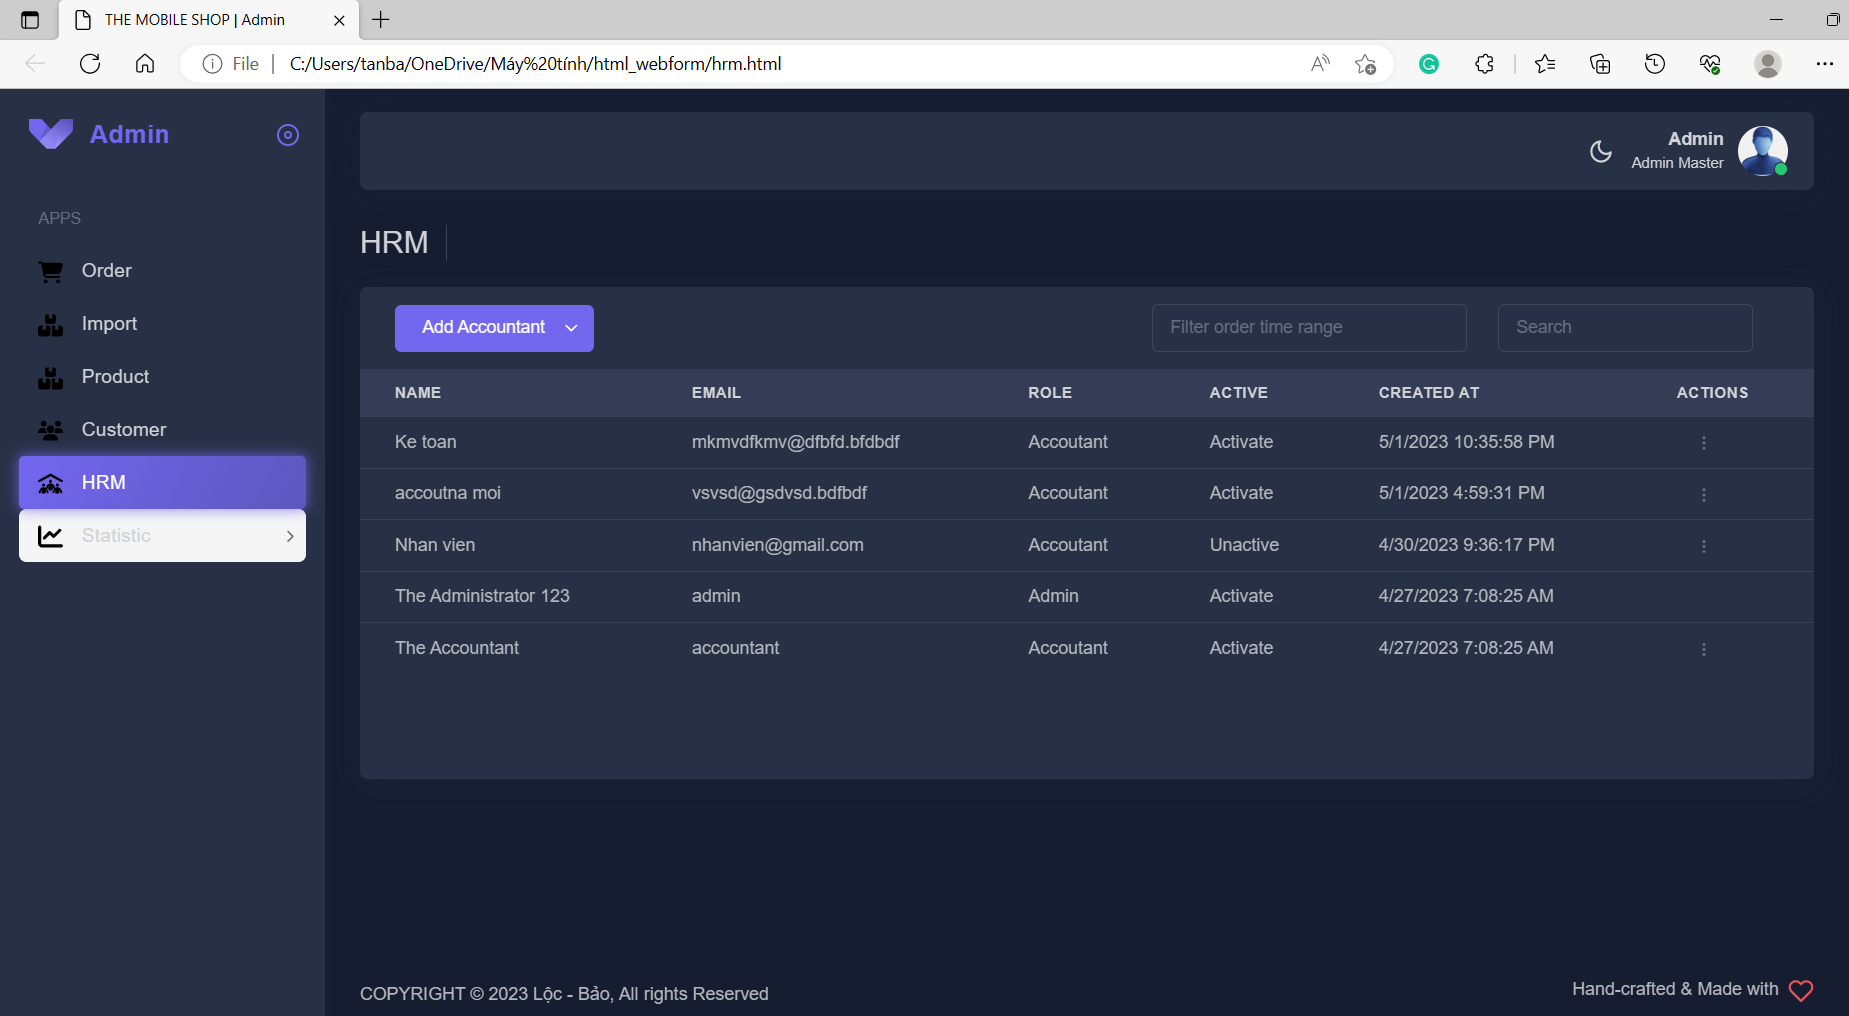 THE MOBILE SHOP | Admin
File | C:/Users/tanba/OneDrive/Máy%20tính/html_webform/hrm.html
Admin
Admin
Admin Master
APPS
Order
Import
Product
Customer
HRM
Statistic
HRM
Add Accountant
Filter order time range
Search
NAME EMAIL ROLE ACTIVE CREATED AT ACTIONS
Ke toan mkmvdfkmv@dfbfd.bfdbdf Accoutant Activate 5/1/2023 10:35:58 PM
accoutna moi vsvsd@gsdvsd.bdfbdf Accoutant Activate 5/1/2023 4:59:31 PM
Nhan vien nhanvien@gmail.com Accoutant Unactive 4/30/2023 9:36:17 PM
The Administrator 123 admin Admin Activate 4/27/2023 7:08:25 AM
The Accountant accountant Accoutant Activate 4/27/2023 7:08:25 AM
COPYRIGHT © 2023 Lộc - Bảo, All rights Reserved
Hand-crafted & Made with